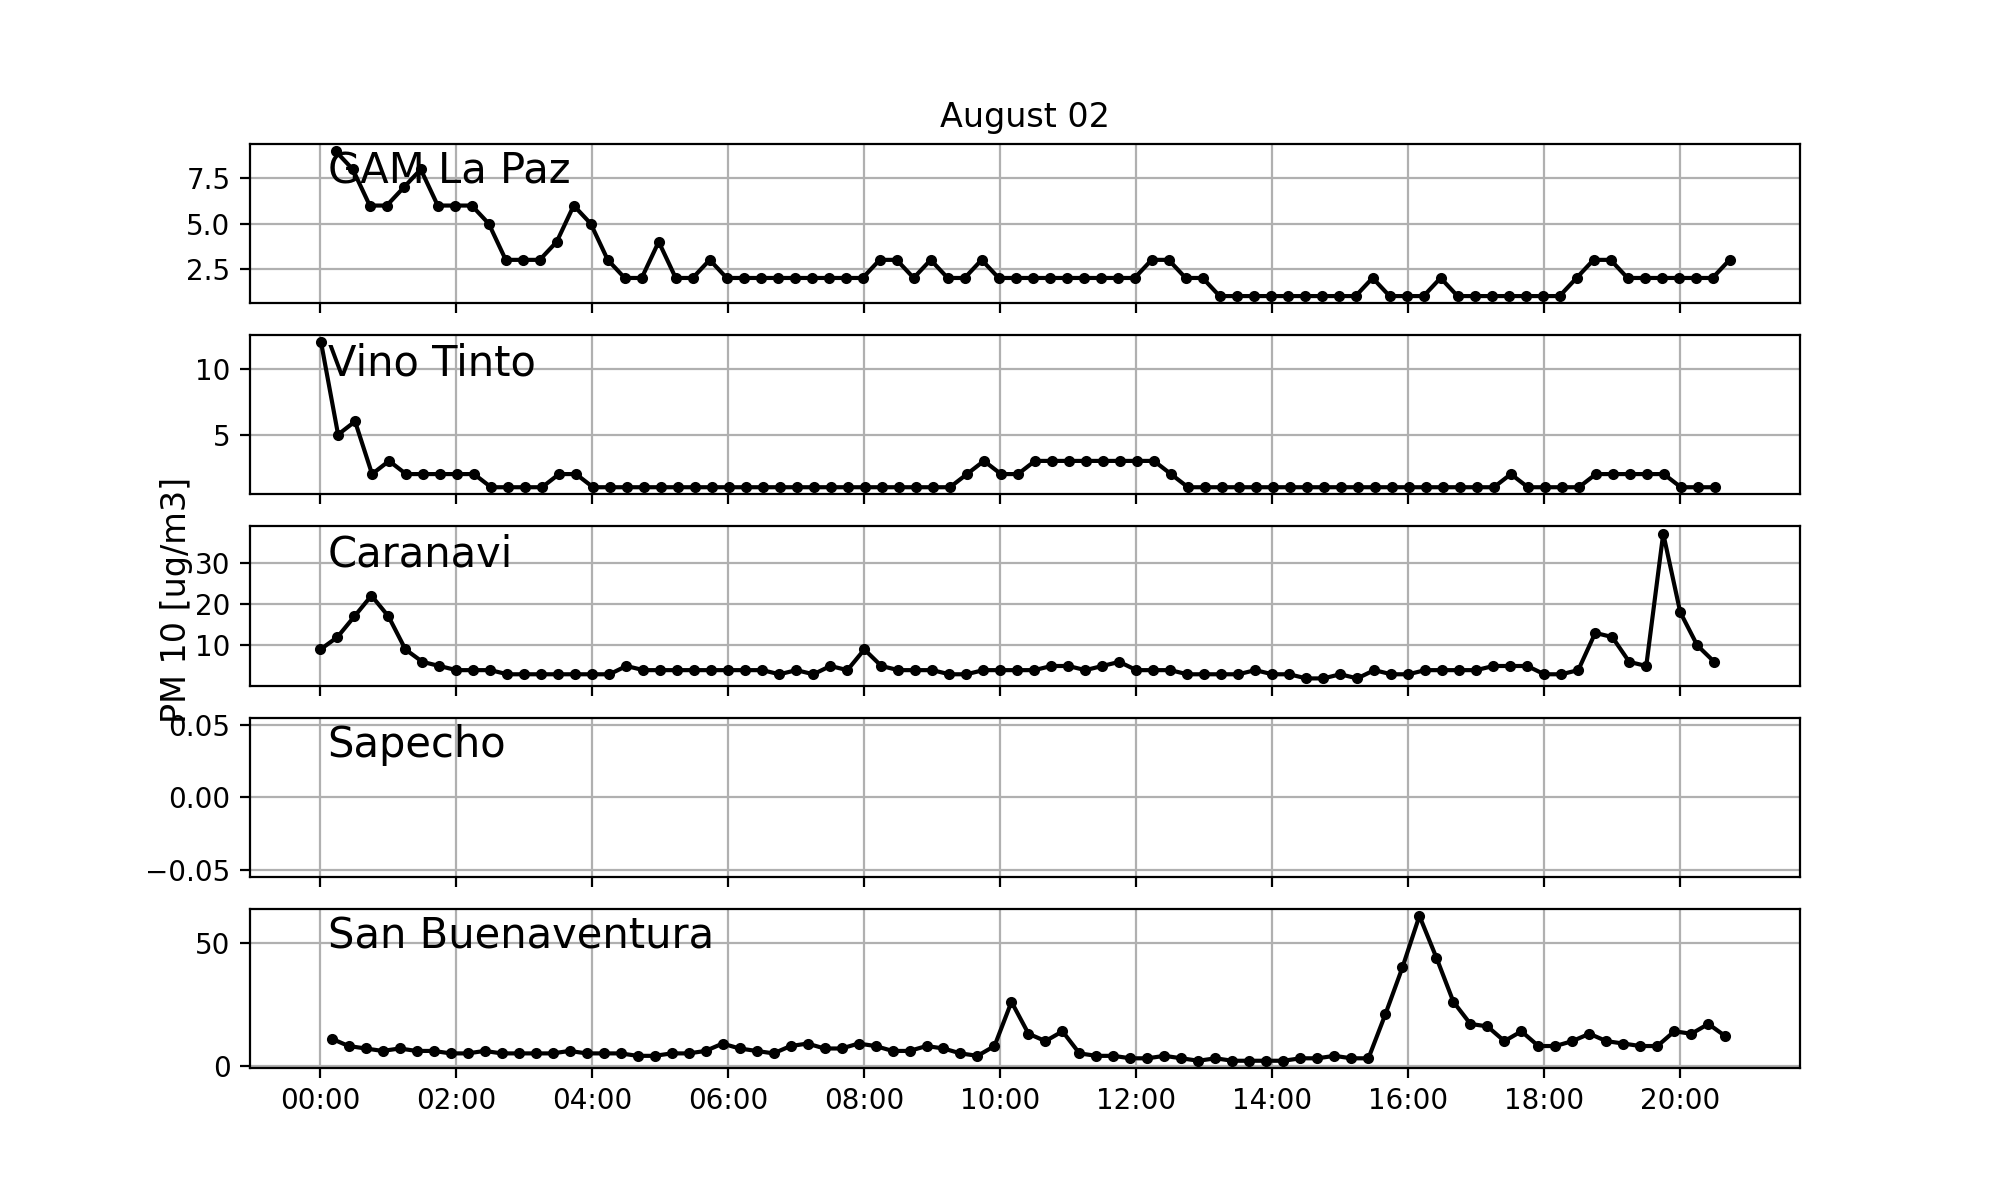 August 02
GAM La Paz
7.5
5.0
2.5
Vino Tinto
10
5
PM 10 [ug/m3]
Caravani
30
20
10
Sapecho
0.05
0.00
−0.05
San Buenaventura
50
0
00:00 02:00 04:00 06:00 08:00 10:00 12:00 14:00 16:00 18:00 20:00